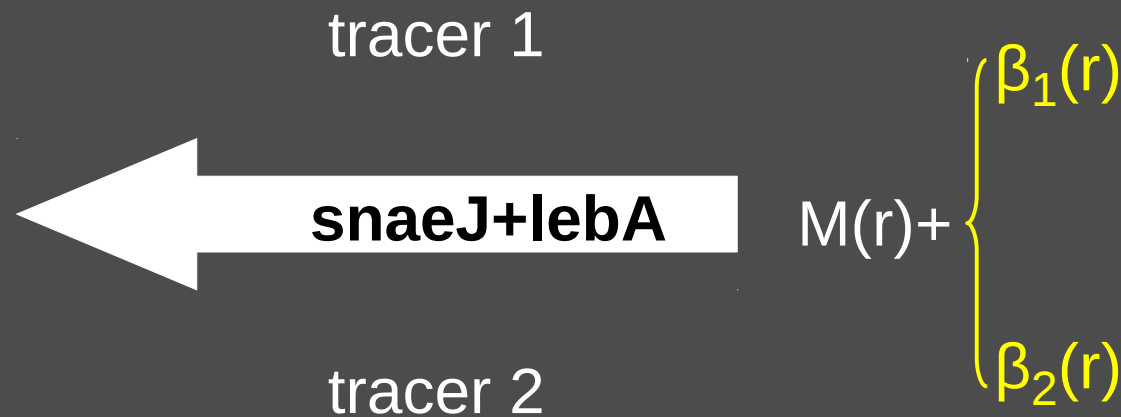 tracer 1
snaeJ+lebA
M(r)+
β₁(r)
β₂(r)
tracer 2